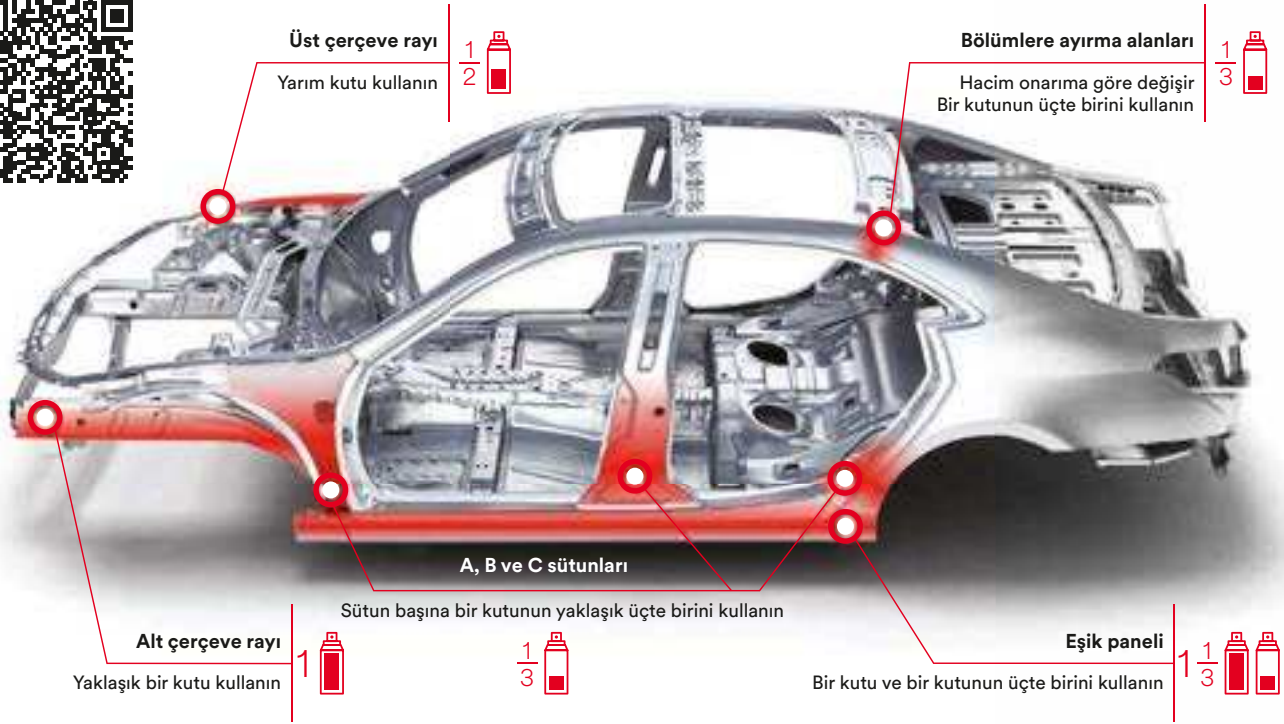 Üst çerçeve rayı
Yarım kutu kullanın
1
2
Bölümlere ayırma alanları
Hacim onarıma göre değişir
Bir kutunun üçte birini kullanın
1
3
A, B ve C sütunları
Sütun başına bir kutunun yaklaşık üçte birini kullanın
1
3
Alt çerçeve rayı
Yaklaşık bir kutu kullanın
1
Eşik paneli
Bir kutu ve bir kutunun üçte birini kullanın
1 1
3